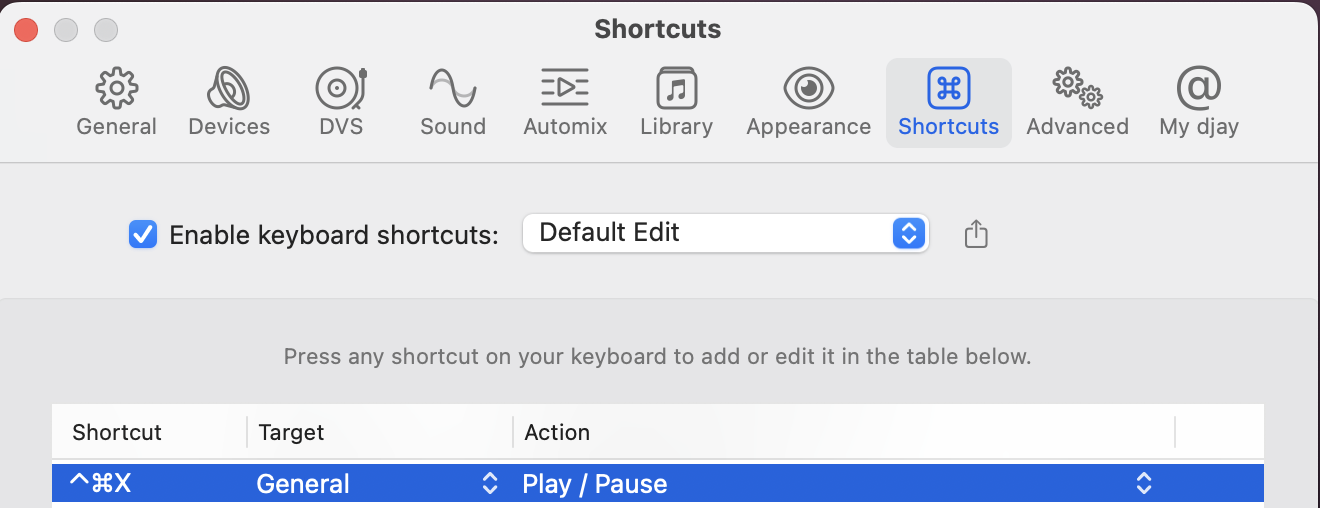 Shortcuts
General Devices DVS Sound Automix Library Appearance Shortcuts Advanced My djay
Enable keyboard shortcuts: Default Edit
Press any shortcut on your keyboard to add or edit it in the table below.
Shortcut Target Action
^⌘X General Play / Pause